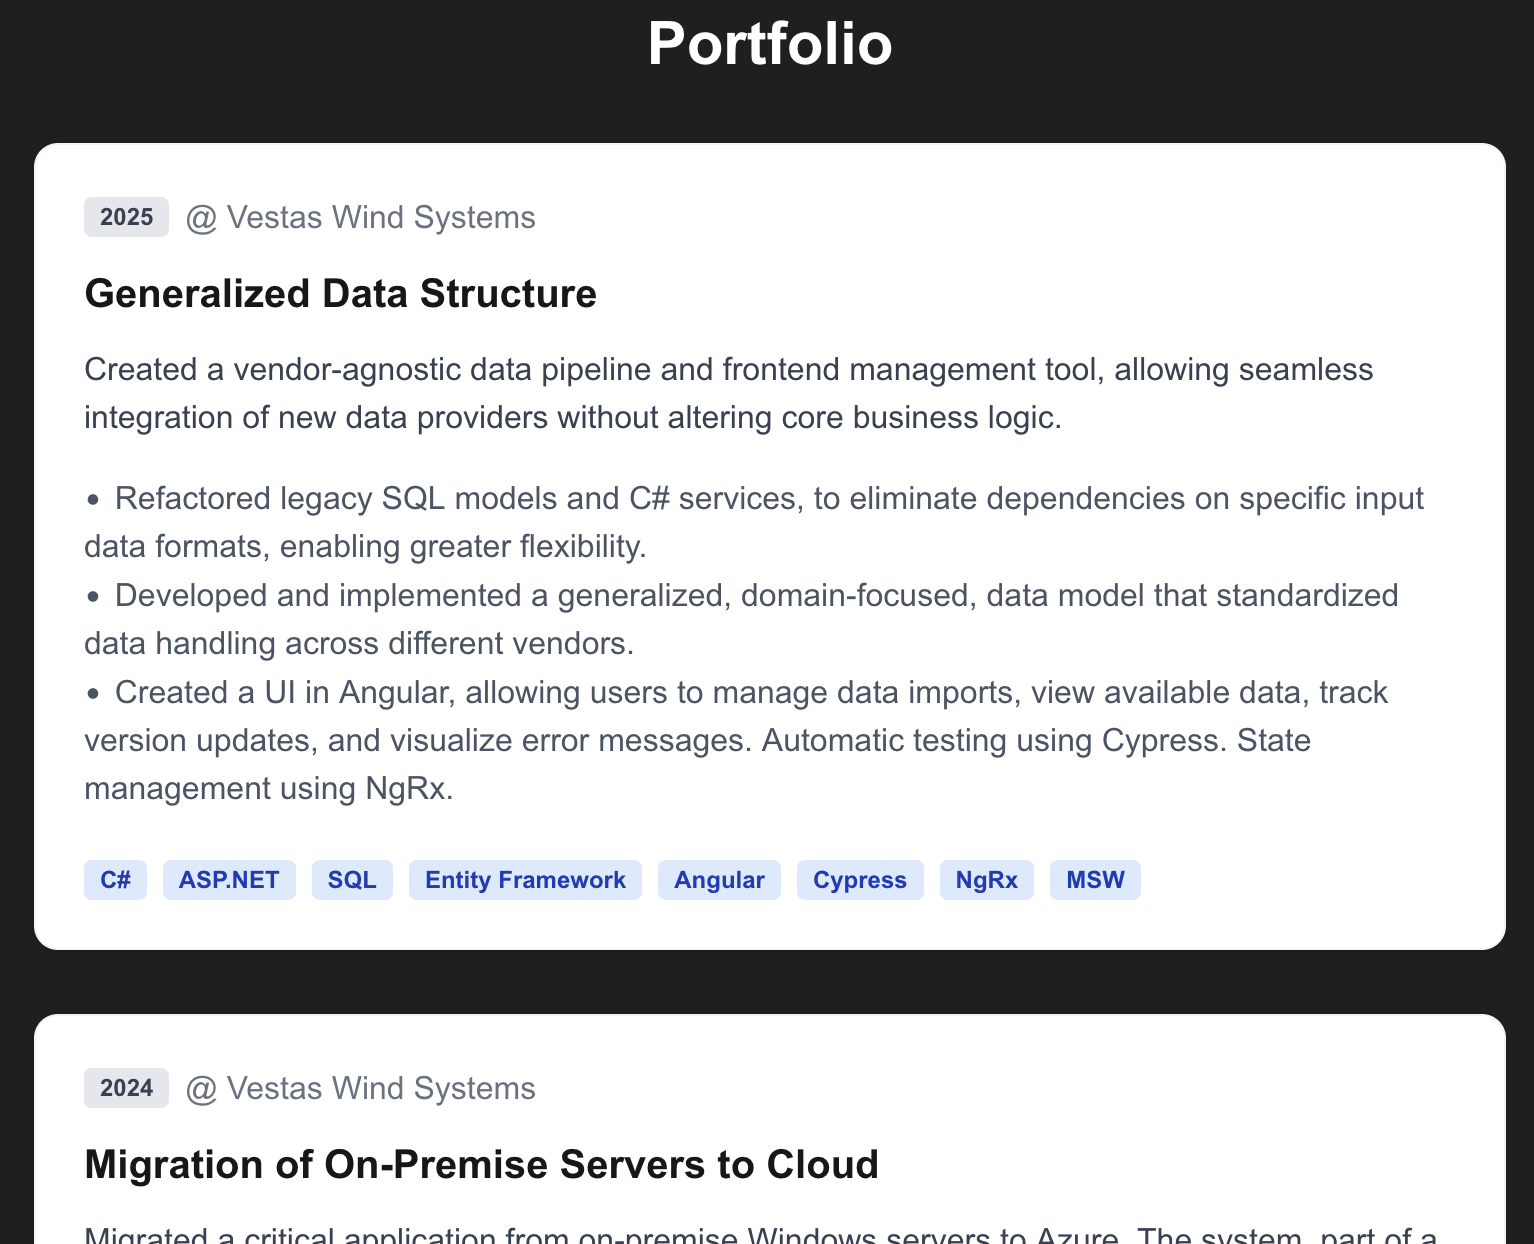 Portfolio
2025 @ Vestas Wind Systems
Generalized Data Structure
Created a vendor-agnostic data pipeline and frontend management tool, allowing seamless
integration of new data providers without altering core business logic.
• Refactored legacy SQL models and C# services, to eliminate dependencies on specific input
data formats, enabling greater flexibility.
• Developed and implemented a generalized, domain-focused, data model that standardized
data handling across different vendors.
• Created a UI in Angular, allowing users to manage data imports, view available data, track
version updates, and visualize error messages. Automatic testing using Cypress. State
management using NgRx.
C# ASP.NET SQL Entity Framework Angular Cypress NgRx MSW
2024 @ Vestas Wind Systems
Migration of On-Premise Servers to Cloud
Migrated a critical application from on-premise Windows servers to Azure. The system, part of a